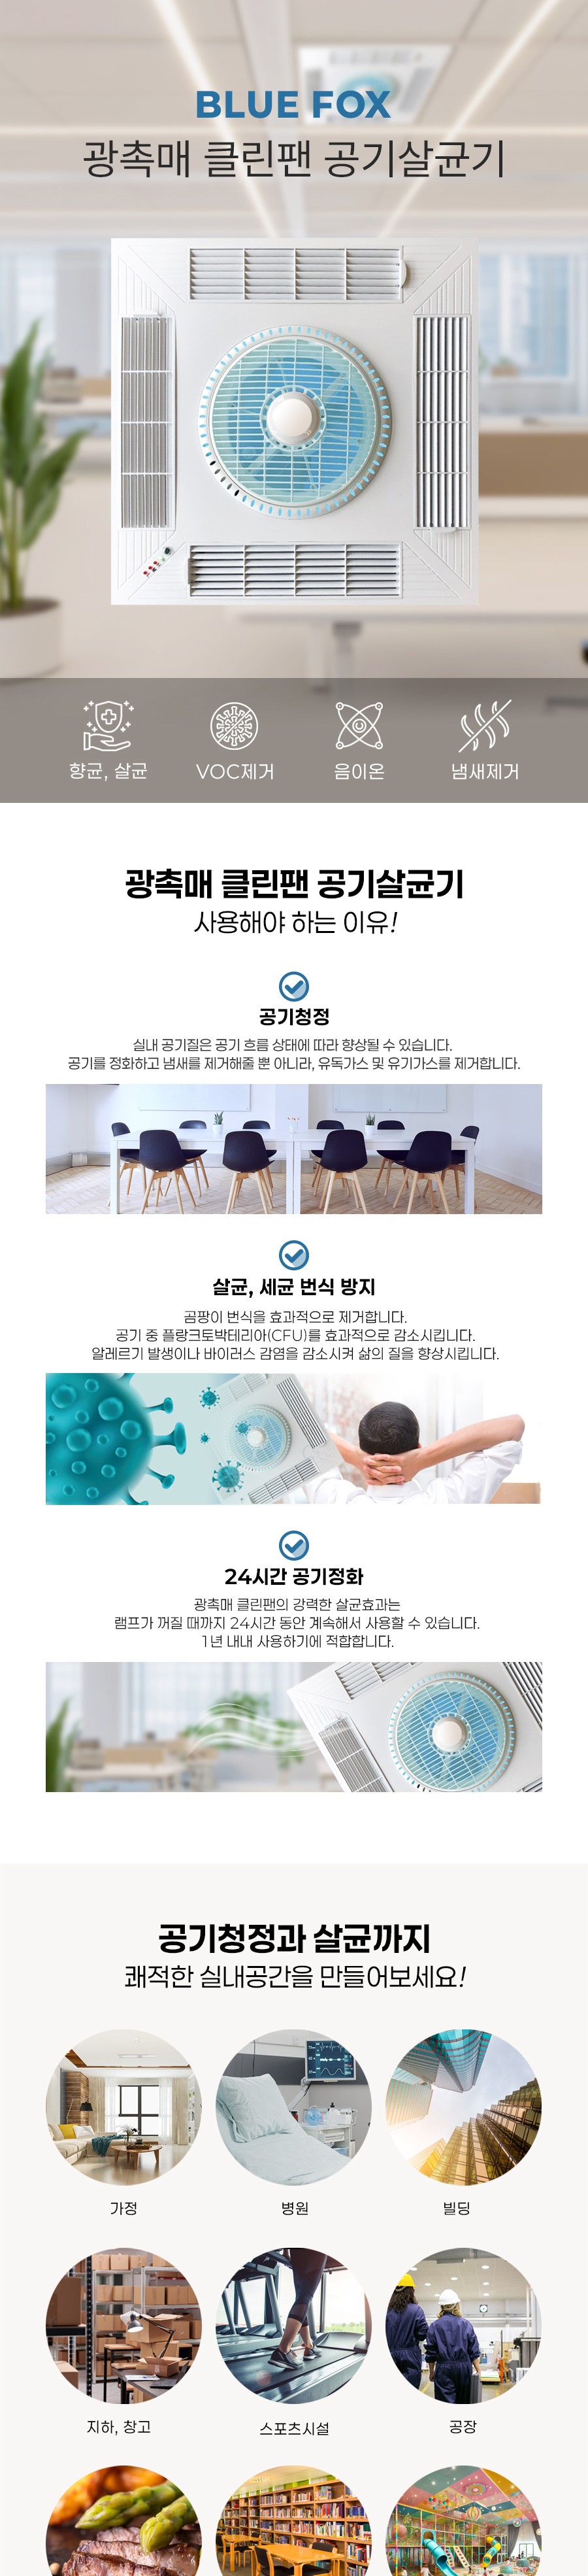 BLUE FOX
광촉매 클린팬 공기살균기
향균, 살균
VOC제거
음이온
냄새제거
광촉매 클린팬 공기살균기
사용해야 하는 이유!
공기청정
실내 공기질은 공기 흐름 상태에 따라 향상될 수 있습니다.
공기를 정화하고 냄새를 제거해줄 뿐 아니라, 유독가스 및 유기가스를 제거합니다.
살균, 세균 번식 방지
곰팡이 번식을 효과적으로 제거합니다.
공기 중 플랑크토박테리아(CFU)를 효과적으로 감소시킵니다.
알레르기 발생이나 바이러스 감염을 감소시켜 삶의 질을 향상시킵니다.
24시간 공기정화
광촉매 클린팬의 강력한 살균효과는
램프가 꺼질 때까지 24시간 동안 계속해서 사용할 수 있습니다.
1년 내내 사용하기에 적합합니다.
공기청정과 살균까지
쾌적한 실내공간을 만들어보세요!
가정
병원
빌딩
지하, 창고
스포츠시설
공장